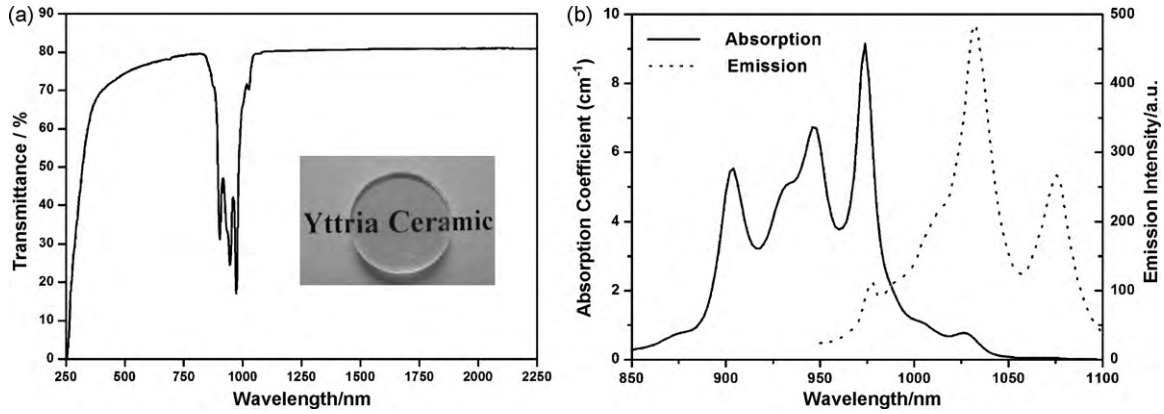 (a)
90
80
70
60
50
40
30
20
10
0
Transmittance / %
250 500 750 1000 1250 1500 1750 2000 2250
Wavelength/nm
Yttria Ceramic
(b)
10
8
6
4
2
0
Absorption Coefficient (cm⁻¹)
Absorption
Emission
500
400
300
200
100
0
Emission Intensity/a.u.
850 900 950 1000 1050 1100
Wavelength/nm